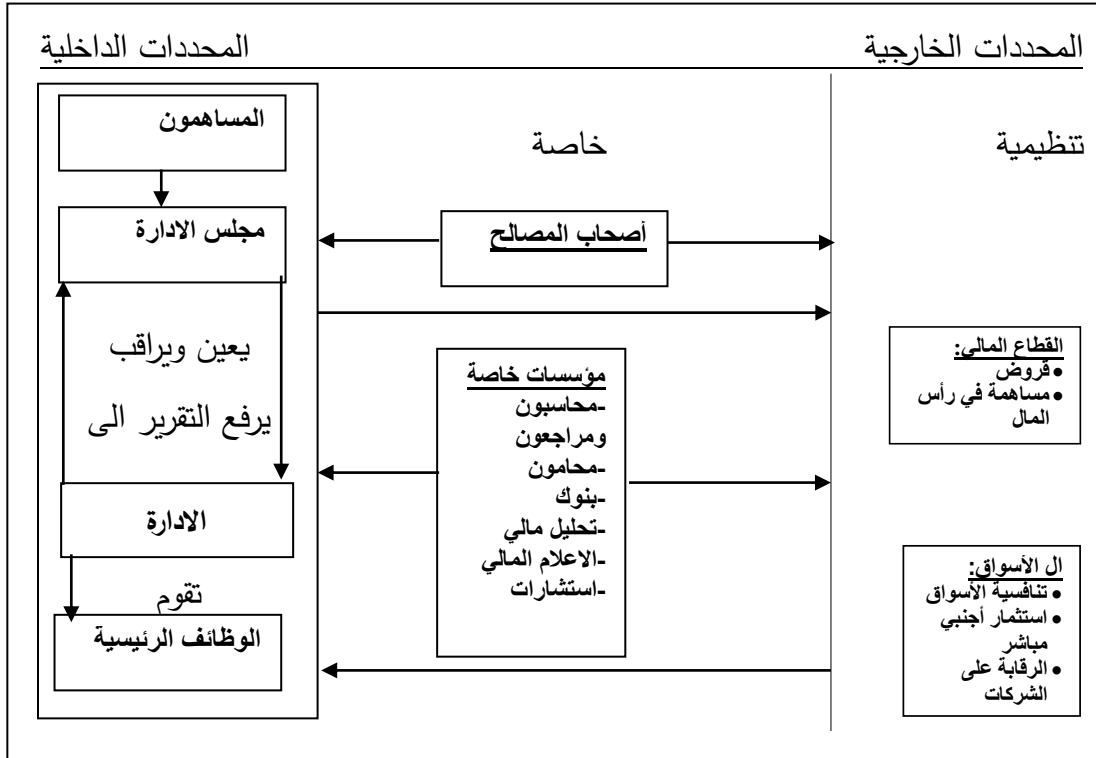 المحددات الخارجية
المحددات الداخلية
تنظيمية
خاصة
المساهمون
مجلس الادارة
يعين ويراقب
يرفع التقرير الى
الادارة
تقوم
الوظائف الرئيسية
أصحاب المصالح
مؤسسات خاصة
-محاسبون
ومراجعون
-محامون
-بنوك
-تحليل مالي
-الاعلام المالي
-استشارات
القطاع المالي:
• قروض
• مساهمة في رأس
المال
ال الأسواق:
• تنافسية الأسواق
• استثمار أجنبي
مباشر
• الرقابة على
الشركات